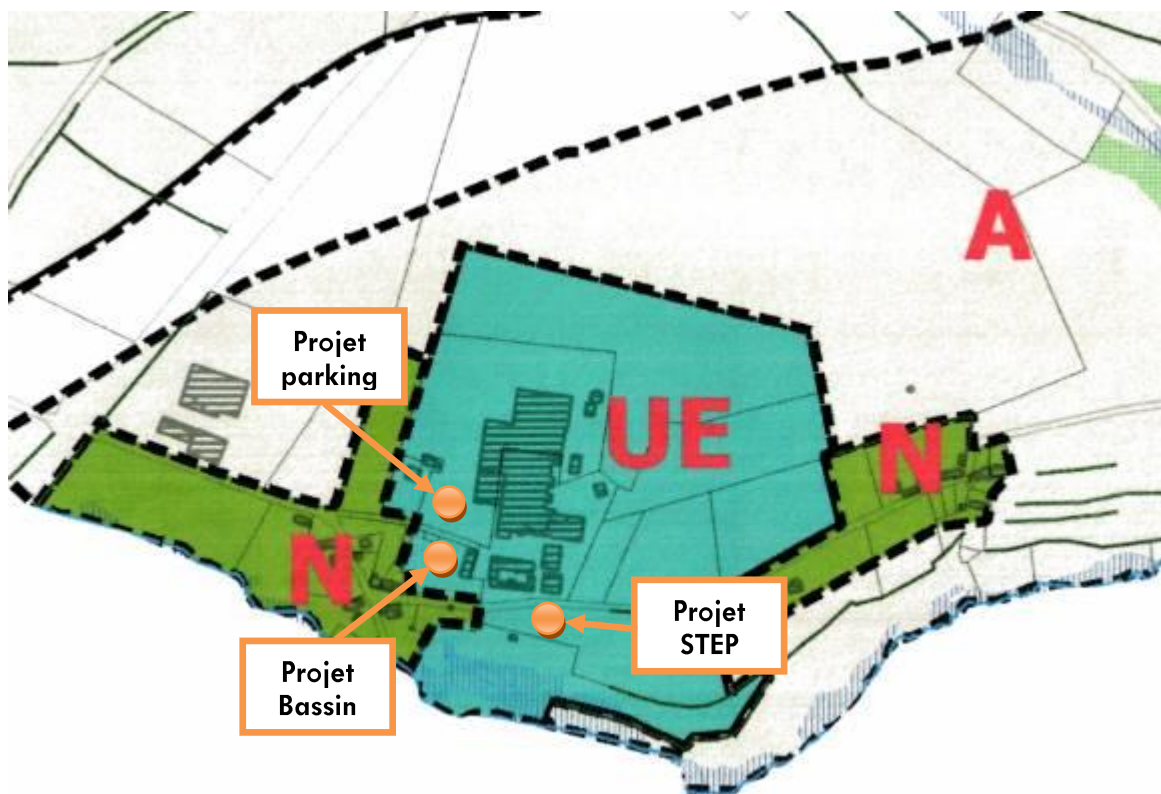 A
Projet
parking
UE
N
N
Projet
STEP
Projet
Bassin